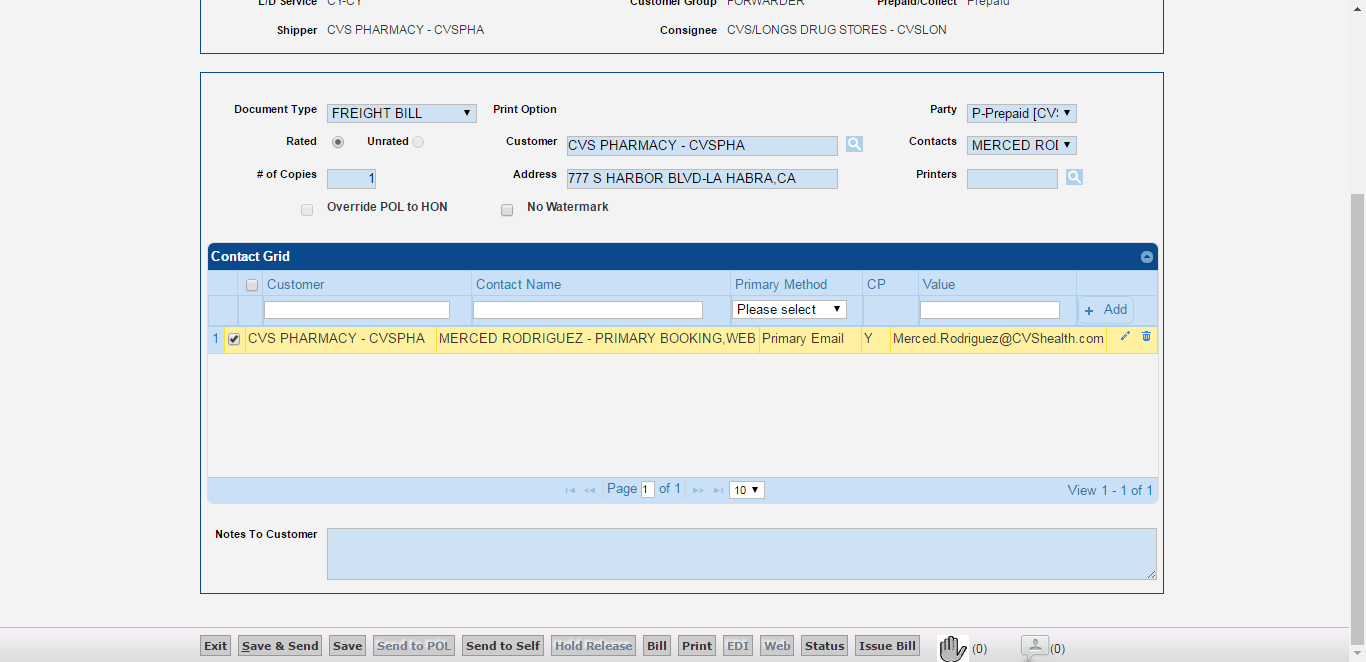 L/D Service CY-CY Customer Group FORWARDER Prepaid/Collect Prepaid
Shipper CVS PHARMACY - CVSPHA Consignee CVS/LONGS DRUG STORES - CVSLON
Document Type FREIGHT BILL Print Option Party P-Prepaid [CV:
Rated Unrated Customer CVS PHARMACY - CVSPHA Contacts MERCED RO
# of Copies 1 Address 777 S HARBOR BLVD-LA HABRA,CA Printers
Override POL to HON No Watermark
Contact Grid
Customer Contact Name Primary Method CP Value
Please select + Add
1 CVS PHARMACY - CVSPHA MERCED RODRIGUEZ - PRIMARY BOOKING,WEB Primary Email Y Merced.Rodriguez@CVShealth.com
Page 1 of 1 10 View 1 - 1 of 1
Notes To Customer
Exit Save & Send Save Send to POL Send to Self Hold Release Bill Print EDI Web Status Issue Bill (0) (0)